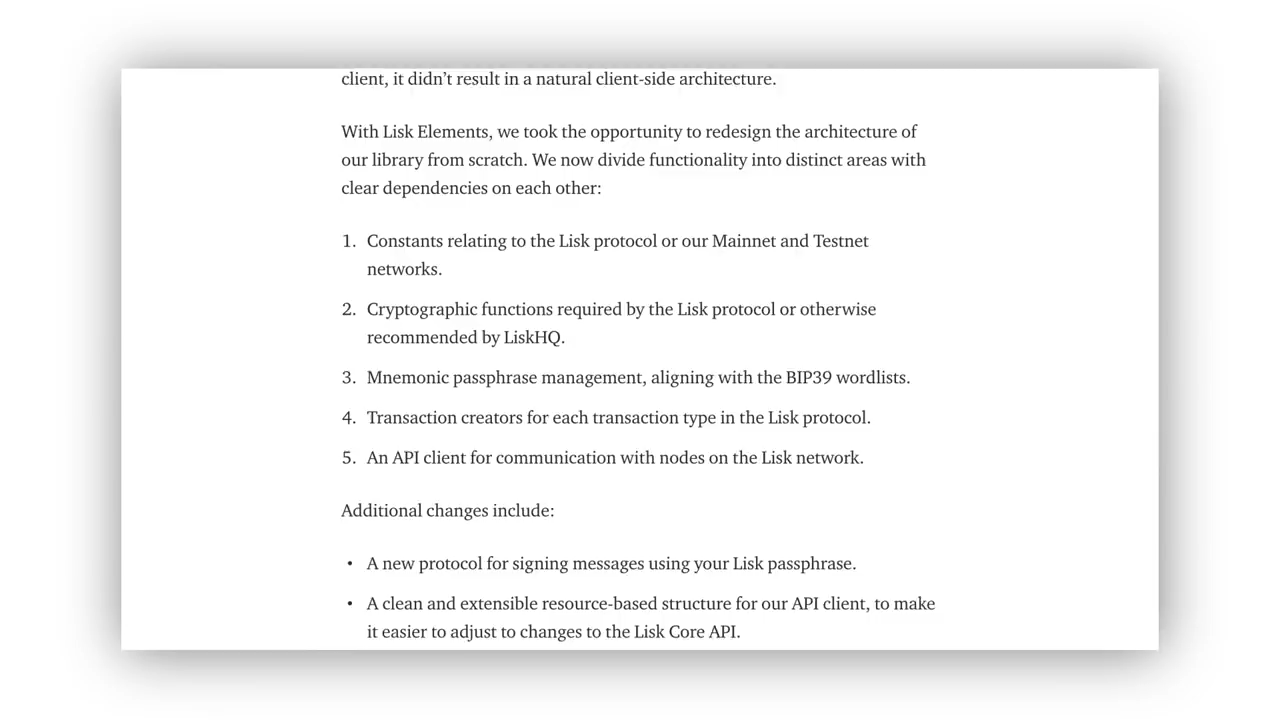 client, it didn’t result in a natural client-side architecture.
With Lisk Elements, we took the opportunity to redesign the architecture of
our library from scratch. We now divide functionality into distinct areas with
clear dependencies on each other:
1. Constants relating to the Lisk protocol or our Mainnet and Testnet
networks.
2. Cryptographic functions required by the Lisk protocol or otherwise
recommended by LiskHQ.
3. Mnemonic passphrase management, aligning with the BIP39 wordlists.
4. Transaction creators for each transaction type in the Lisk protocol.
5. An API client for communication with nodes on the Lisk network.
Additional changes include:
• A new protocol for signing messages using your Lisk passphrase.
• A clean and extensible resource-based structure for our API client, to make
it easier to adjust to changes to the Lisk Core API.